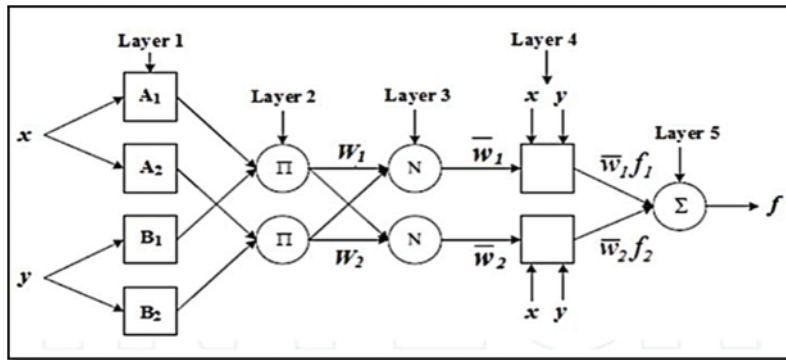 Layer 1
Layer 4
x
A₁
Layer 2
Layer 3
x y
Layer 5
A₂
Π
W₁
N
w̅₁
w̅₁f₁
Σ
f
B₁
Π
W₂
N
w̅₂
w̅₂f₂
y
B₂
x y